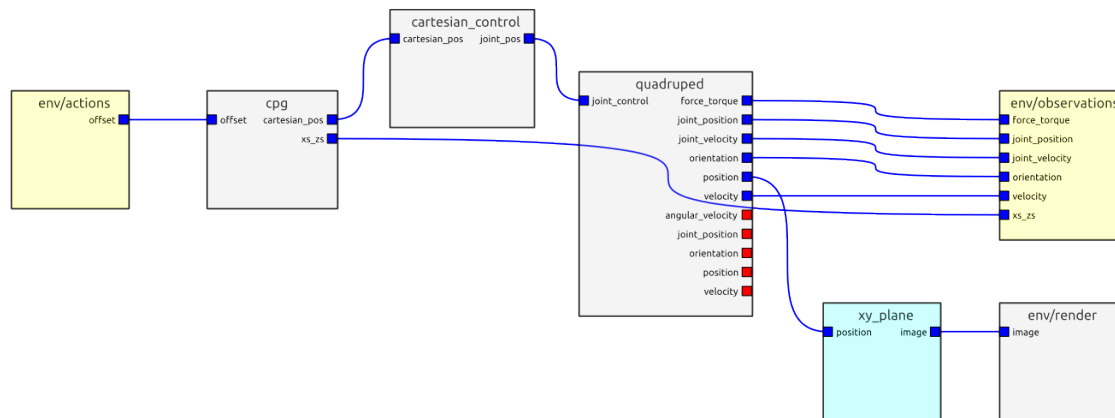 cartesian_control
cartesian_pos joint_pos
env/actions
offset
cpg
offset cartesian_pos
xs_zs
quadruped
joint_control force_torque
joint_position
joint_velocity
orientation
position
velocity
angular_velocity
joint_position
orientation
position
velocity
env/observations
force_torque
joint_position
joint_velocity
orientation
velocity
xs_zs
xy_plane
position image
env/render
image